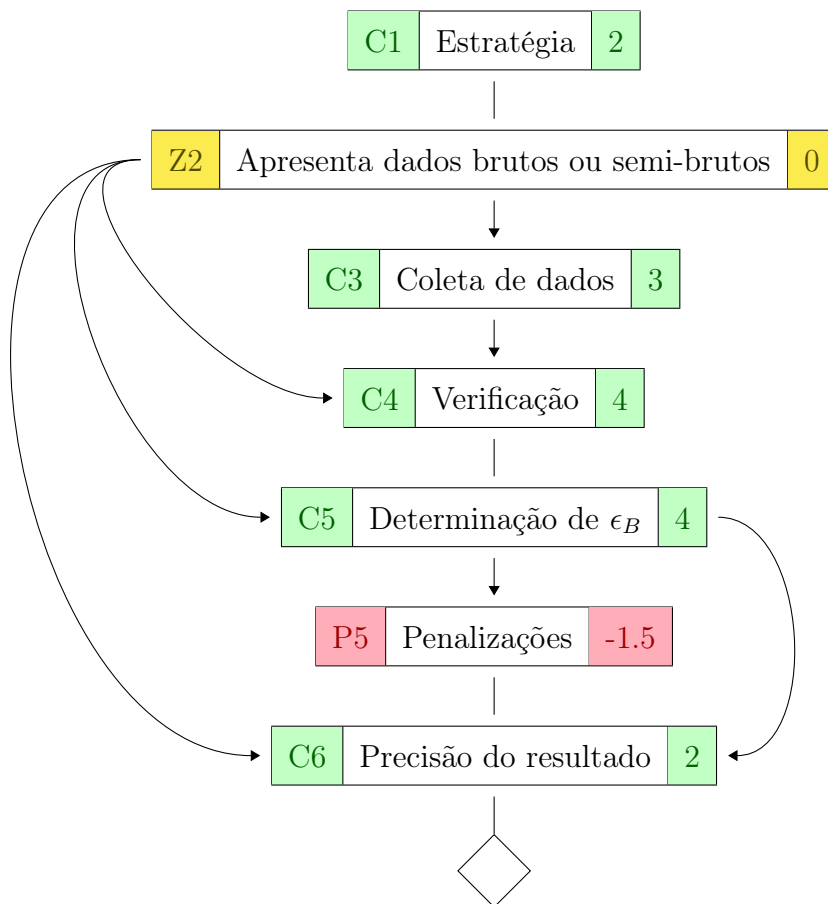 C1 Estratégia 2
Z2 Apresenta dados brutos ou semi-brutos 0
C3 Coleta de dados 3
C4 Verificação 4
C5 Determinação de ϵ_B 4
P5 Penalizações -1.5
C6 Precisão do resultado 2